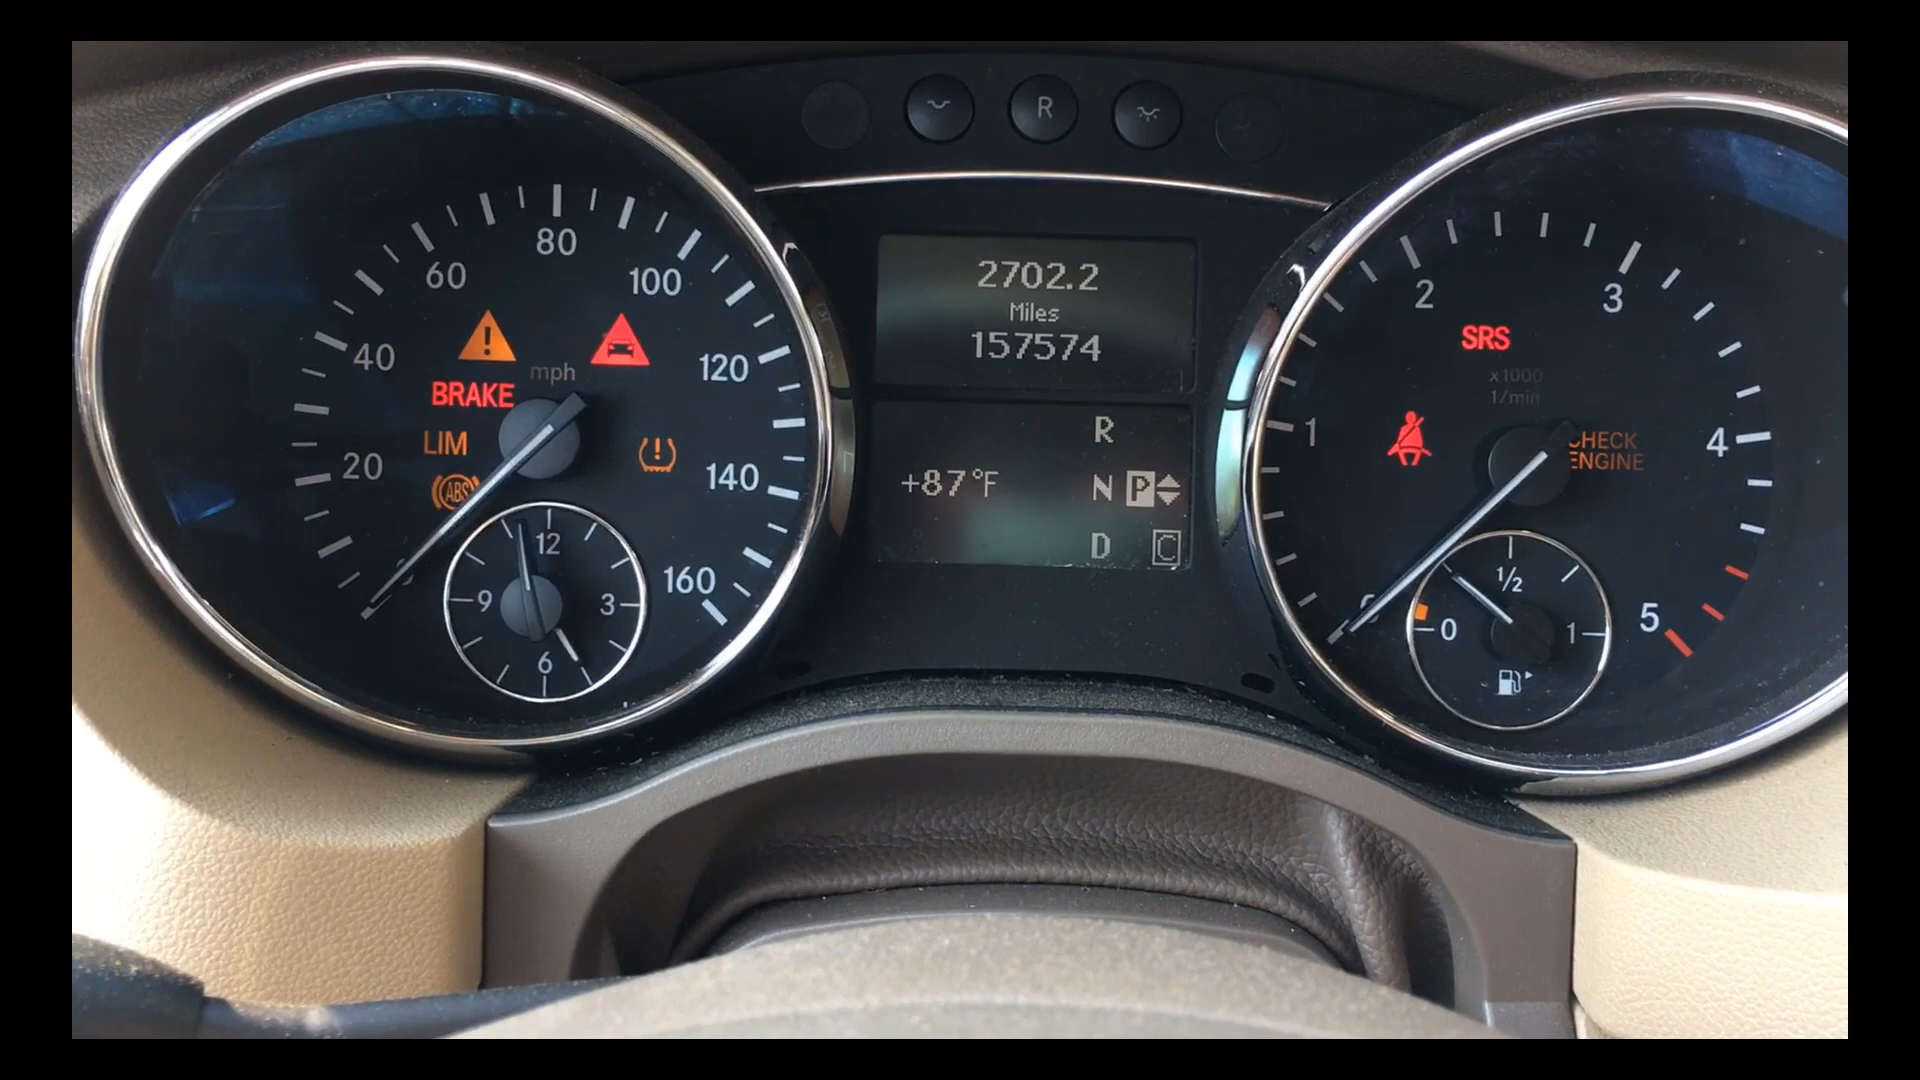 R
80
60
100
40
120
mph
BRAKE
LIM
20
140
ABS
160
12
9
3
6
2702.2
Miles
157574
R
+87°F
N P
D C
2
3
SRS
x1000
1/min
1
4
CHECK
ENGINE
5
1/2
0
1